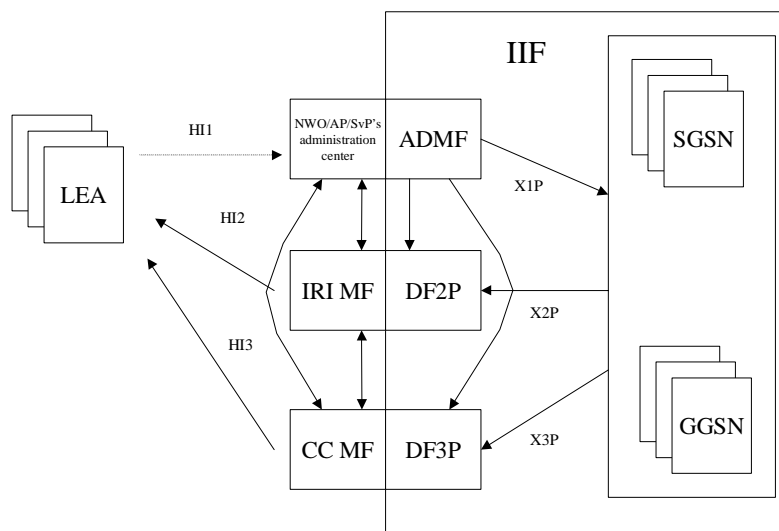 IIF
NWO/AP/SvP's
administration
center
ADMF
SGSN
HI1
LEA
X1P
HI2
IRI MF
DF2P
X2P
HI3
GGSN
CC MF
DF3P
X3P